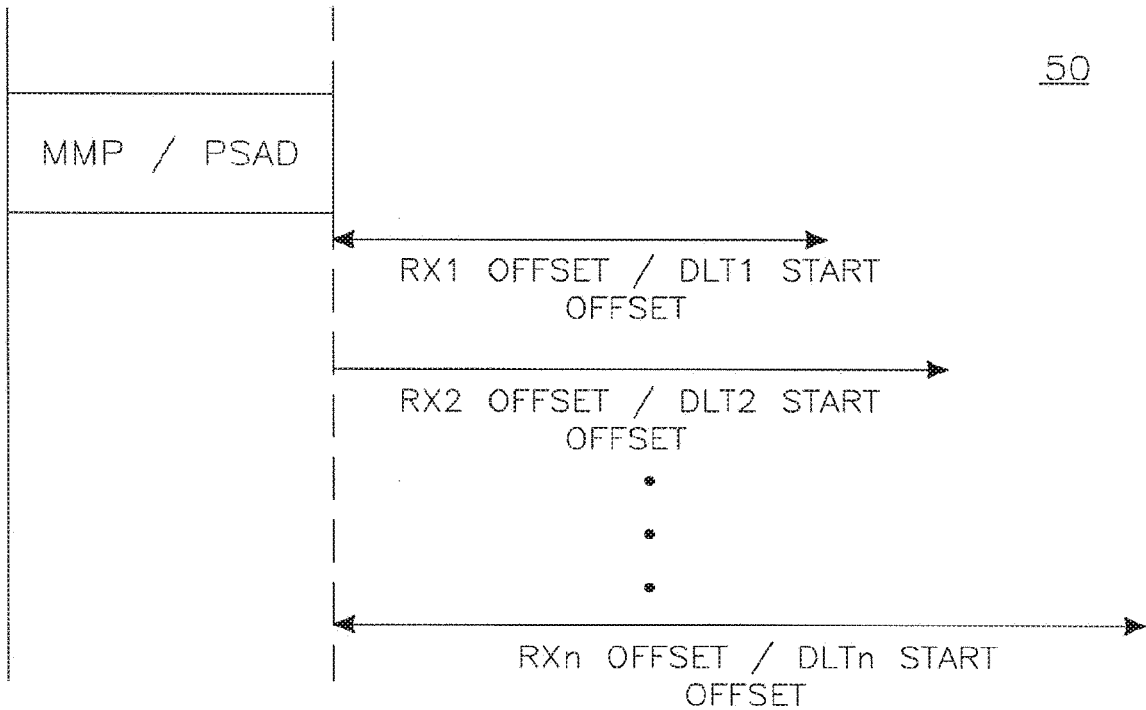 50
MMP / PSAD
RX1 OFFSET / DLT1 START
OFFSET
RX2 OFFSET / DLT2 START
OFFSET
RXn OFFSET / DLTn START
OFFSET